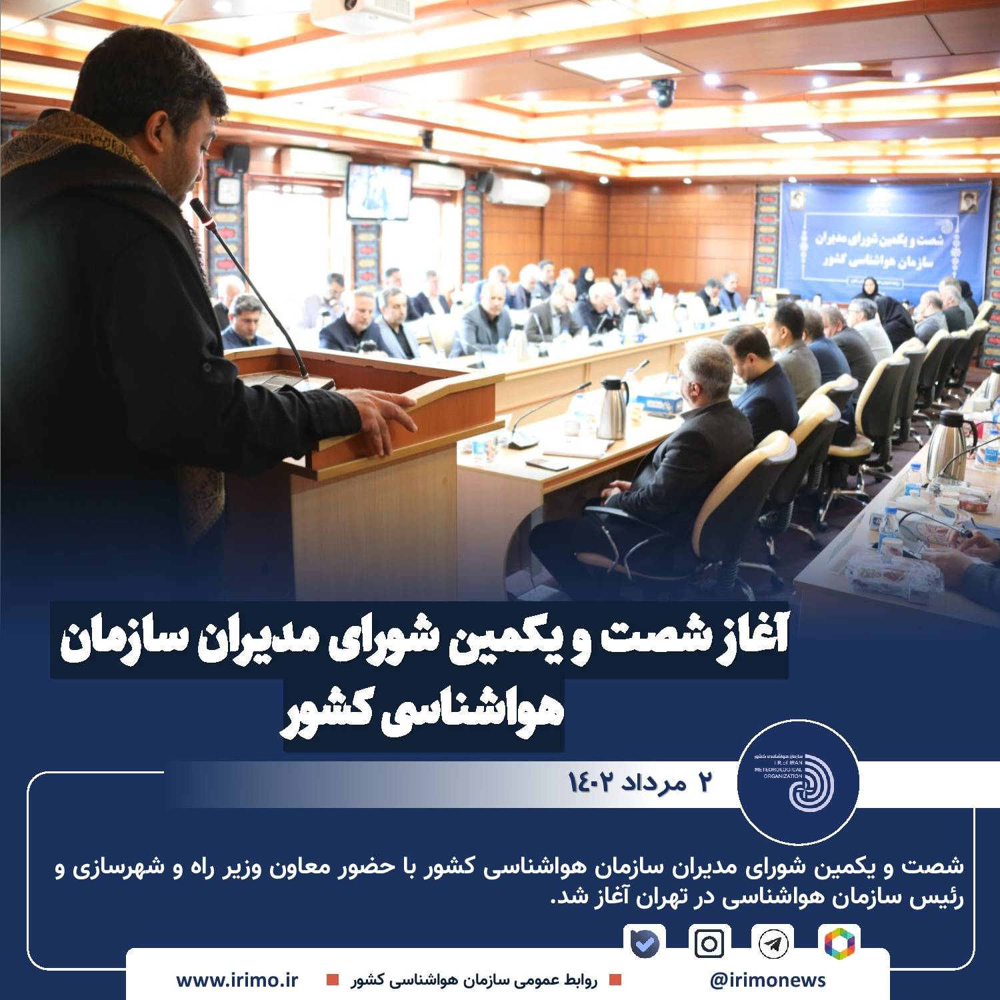 شصت و یکمین شورای مدیران
سازمان هواشناسی کشور
آغاز شصت و یکمین شورای مدیران سازمان
هواشناسی کشور
۲ مرداد ۱٤۰۲
سازمان هواشناسی کشور
I.R.of IRAN
METEOROLOGICAL
ORGANIZATION
شصت و یکمین شورای مدیران سازمان هواشناسی کشور با حضور معاون وزیر راه و شهرسازی و
رئیس سازمان هواشناسی در تهران آغاز شد.
@irimonews
روابط عمومی سازمان هواشناسی کشور
www.irimo.ir